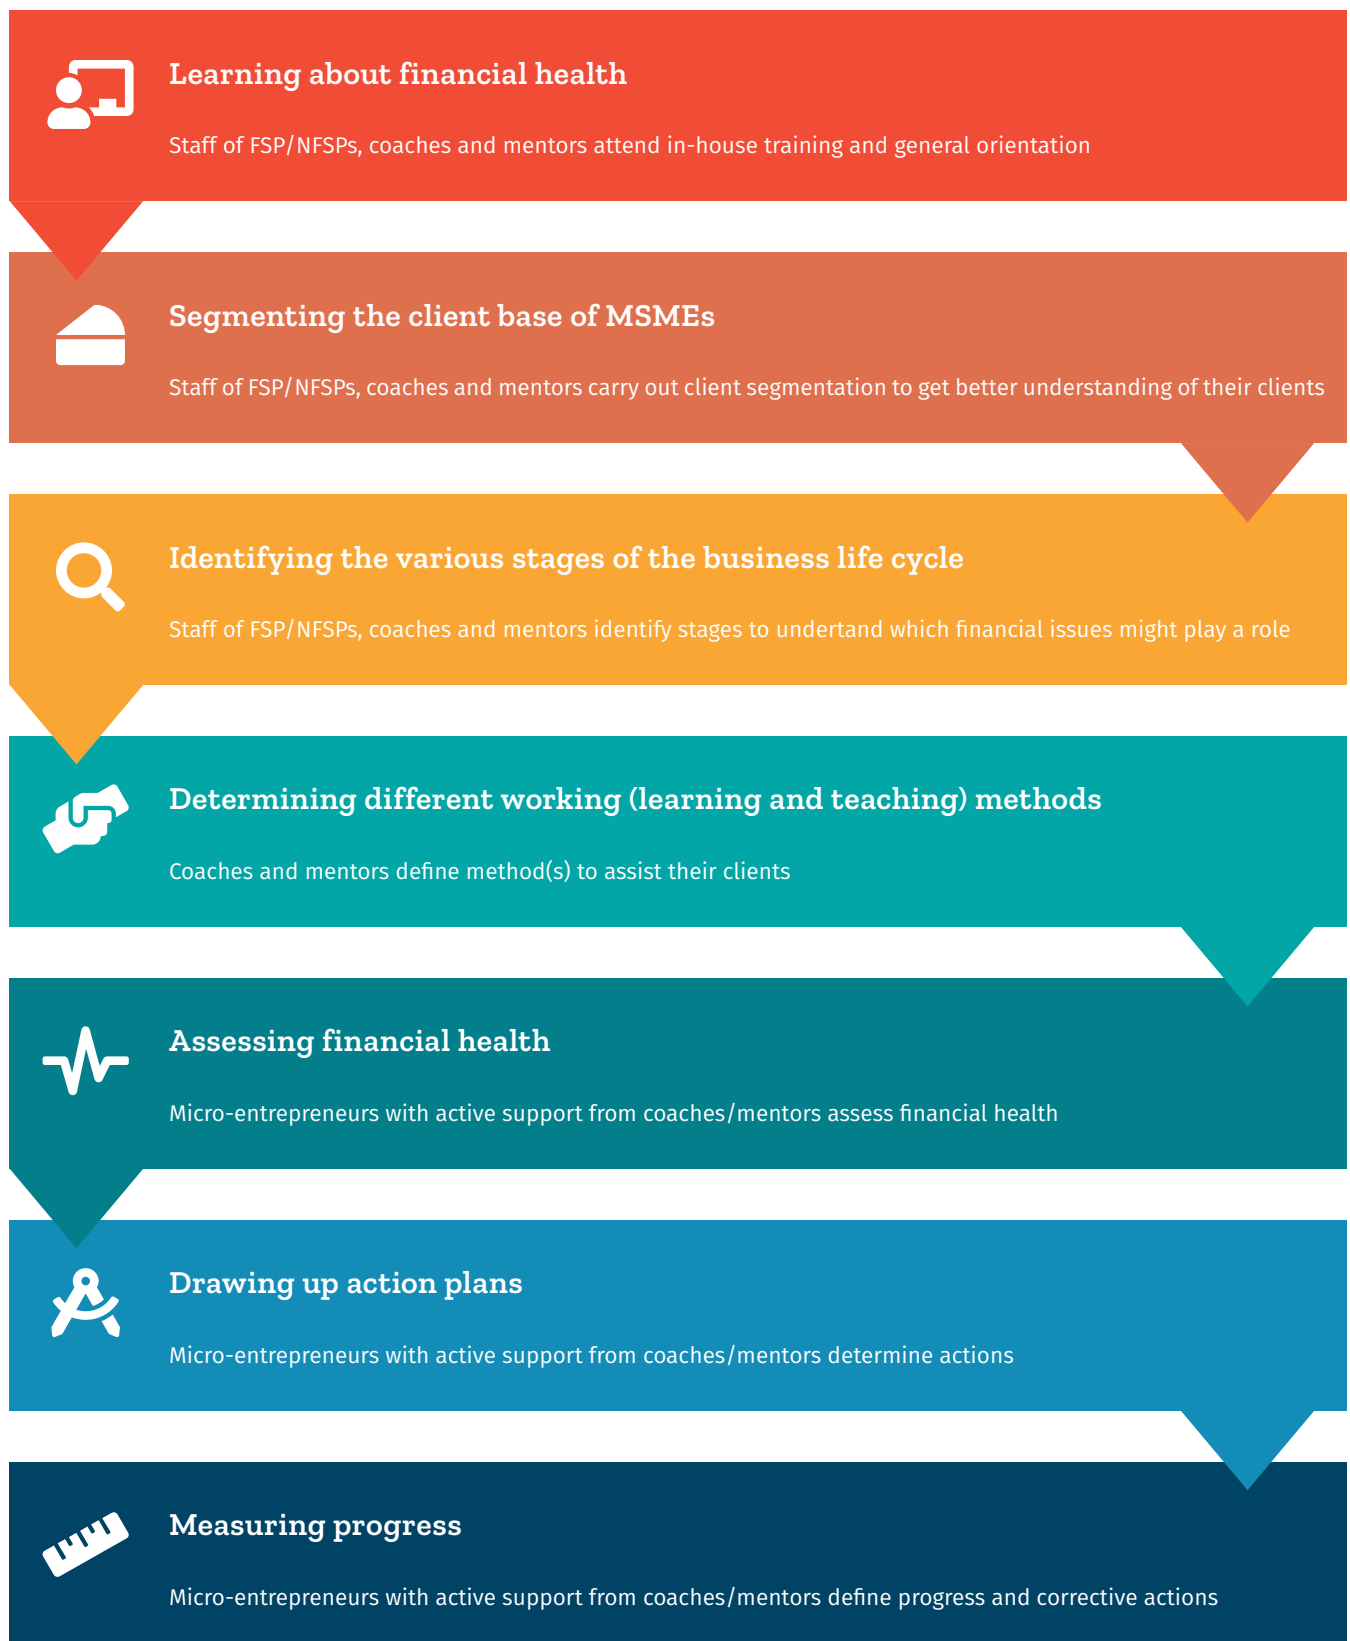 Learning about financial health
Staff of FSP/NFSPs, coaches and mentors attend in-house training and general orientation
Segmenting the client base of MSMEs
Staff of FSP/NFSPs, coaches and mentors carry out client segmentation to get better understanding of their clients
Identifying the various stages of the business life cycle
Staff of FSP/NFSPs, coaches and mentors identify stages to undertand which financial issues might play a role
Determining different working (learning and teaching) methods
Coaches and mentors define method(s) to assist their clients
Assessing financial health
Micro-entrepreneurs with active support from coaches/mentors assess financial health
Drawing up action plans
Micro-entrepreneurs with active support from coaches/mentors determine actions
Measuring progress
Micro-entrepreneurs with active support from coaches/mentors define progress and corrective actions